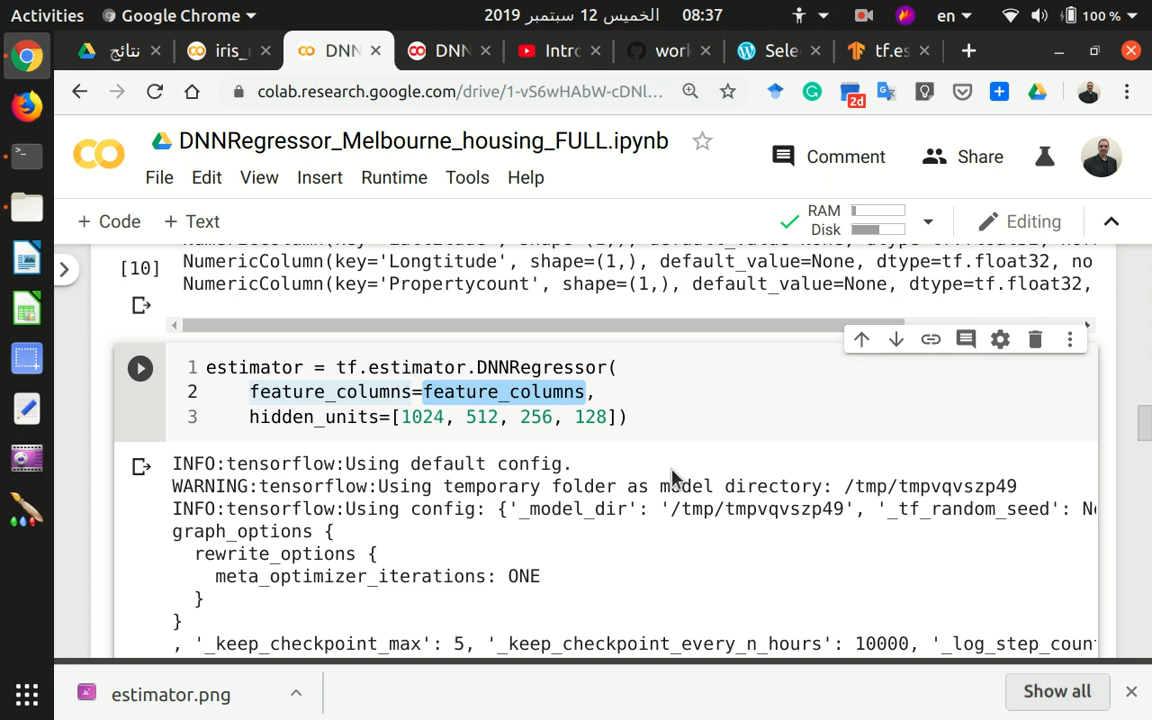 Activities Google Chrome 2019 الخميس 12 سبتمبر 08:37 en 100 %
نتائج iris_ DNN DNN Intro wor Sele tf.es
colab.research.google.com/drive/1-vS6wHAbW-cDNl... 2d
DNNRegressor_Melbourne_housing_FULL.ipynb Comment Share
File Edit View Insert Runtime Tools Help
+ Code + Text RAM Disk Editing
[10] NumericColumn(key='Longtitude', shape=(1,), default_value=None, dtype=tf.float32, no
NumericColumn(key='Propertycount', shape=(1,), default_value=None, dtype=tf.float32,
1 estimator = tf.estimator.DNNRegressor(
2 feature_columns=feature_columns,
3 hidden_units=[1024, 512, 256, 128])
INFO:tensorflow:Using default config.
WARNING:tensorflow:Using temporary folder as model directory: /tmp/tmpvqvszp49
INFO:tensorflow:Using config: {'_model_dir': '/tmp/tmpvqvszp49', '_tf_random_seed': No
graph_options {
rewrite_options {
meta_optimizer_iterations: ONE
}
}
, '_keep_checkpoint_max': 5, '_keep_checkpoint_every_n_hours': 10000, '_log_step_coun
estimator.png Show all